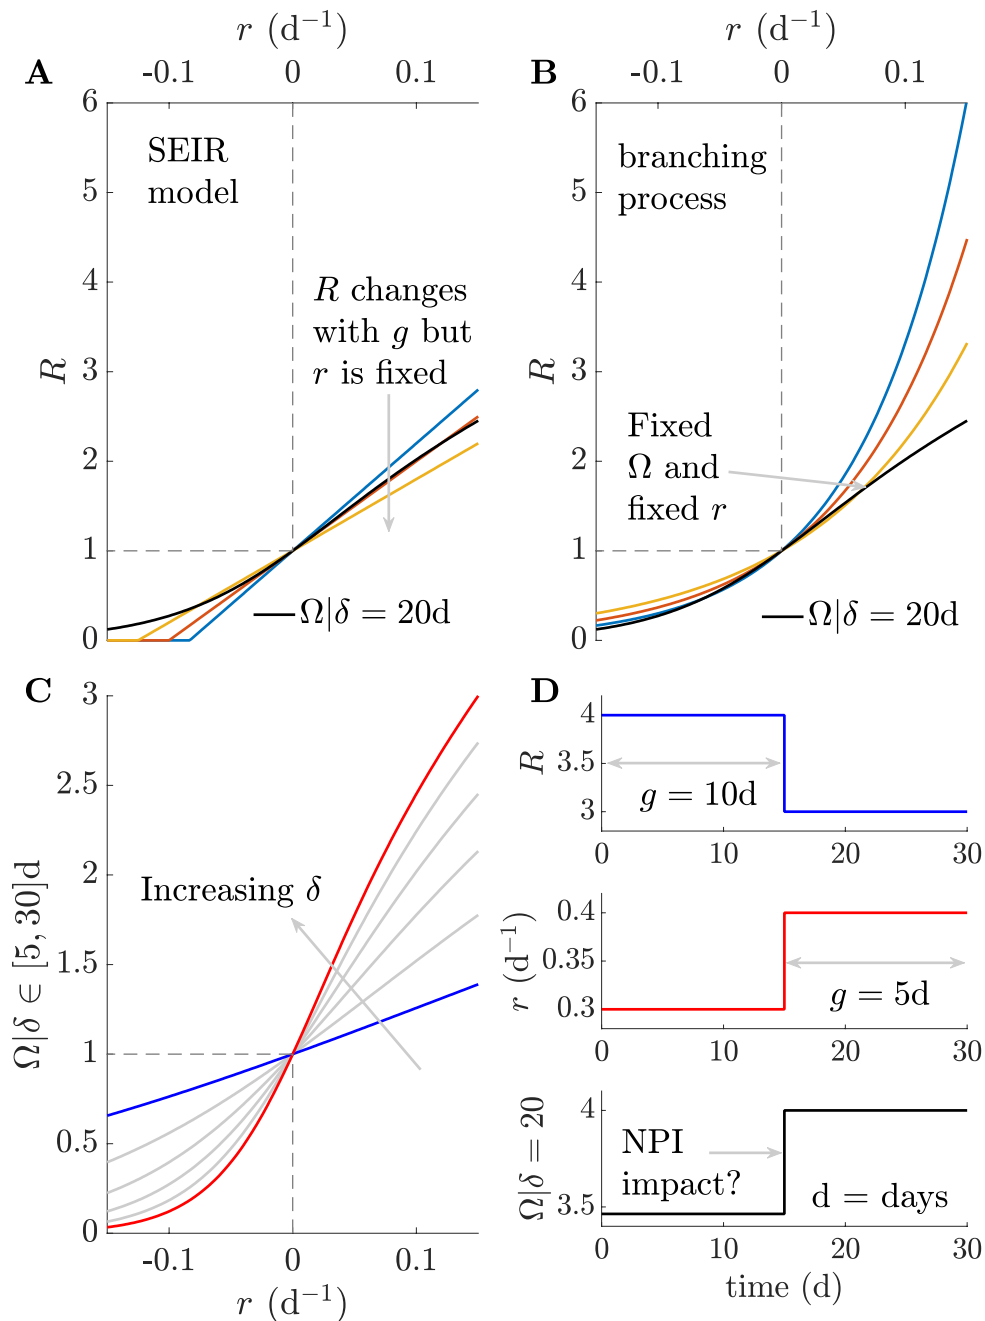 r (d⁻¹)
-0.1 0 0.1
A
6
5
4
3
2
1
0
R
SEIR
model
R changes
with g but
r is fixed
Ω|δ = 20d
r (d⁻¹)
-0.1 0 0.1
B
6
5
4
3
2
1
0
R
branching
process
Fixed
Ω and
fixed r
Ω|δ = 20d
C
3
2.5
2
1.5
1
0.5
0
Ω|δ ∈ [5, 30]d
Increasing δ
-0.1 0 0.1
r (d⁻¹)
D
4
3.5
3
R
g = 10d
0 10 20 30
0.4
0.35
0.3
r (d⁻¹)
g = 5d
0 10 20 30
4
3.5
Ω|δ = 20
NPI
impact?
d = days
0 10 20 30
time (d)